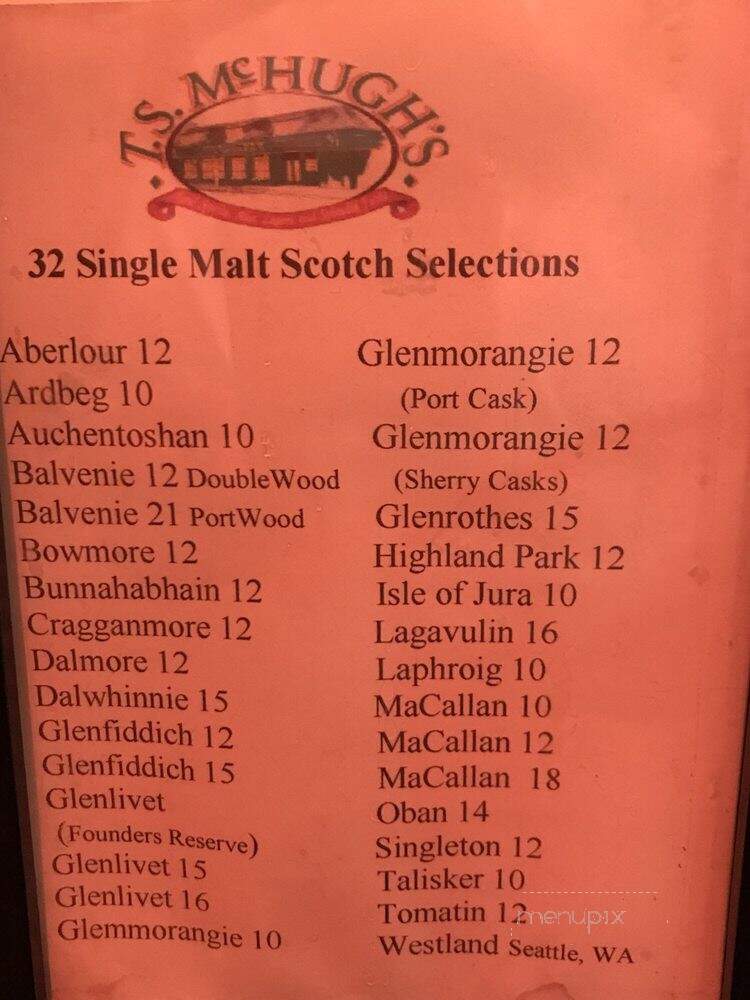 T.S. McHUGH'S
32 Single Malt Scotch Selections
Aberlour 12
Ardbeg 10
Auchentoshan 10
Balvenie 12 DoubleWood
Balvenie 21 PortWood
Bowmore 12
Bunnahabhain 12
Cragganmore 12
Dalmore 12
Dalwhinnie 15
Glenfiddich 12
Glenfiddich 15
Glenlivet
(Founders Reserve)
Glenlivet 15
Glenlivet 16
Glemmorangie 10
Glenmorangie 12
(Port Cask)
Glenmorangie 12
(Sherry Casks)
Glenrothes 15
Highland Park 12
Isle of Jura 10
Lagavulin 16
Laphroig 10
MaCallan 10
MaCallan 12
MaCallan 18
Oban 14
Singleton 12
Talisker 10
Tomatin 12
Westland Seattle, WA
menupix